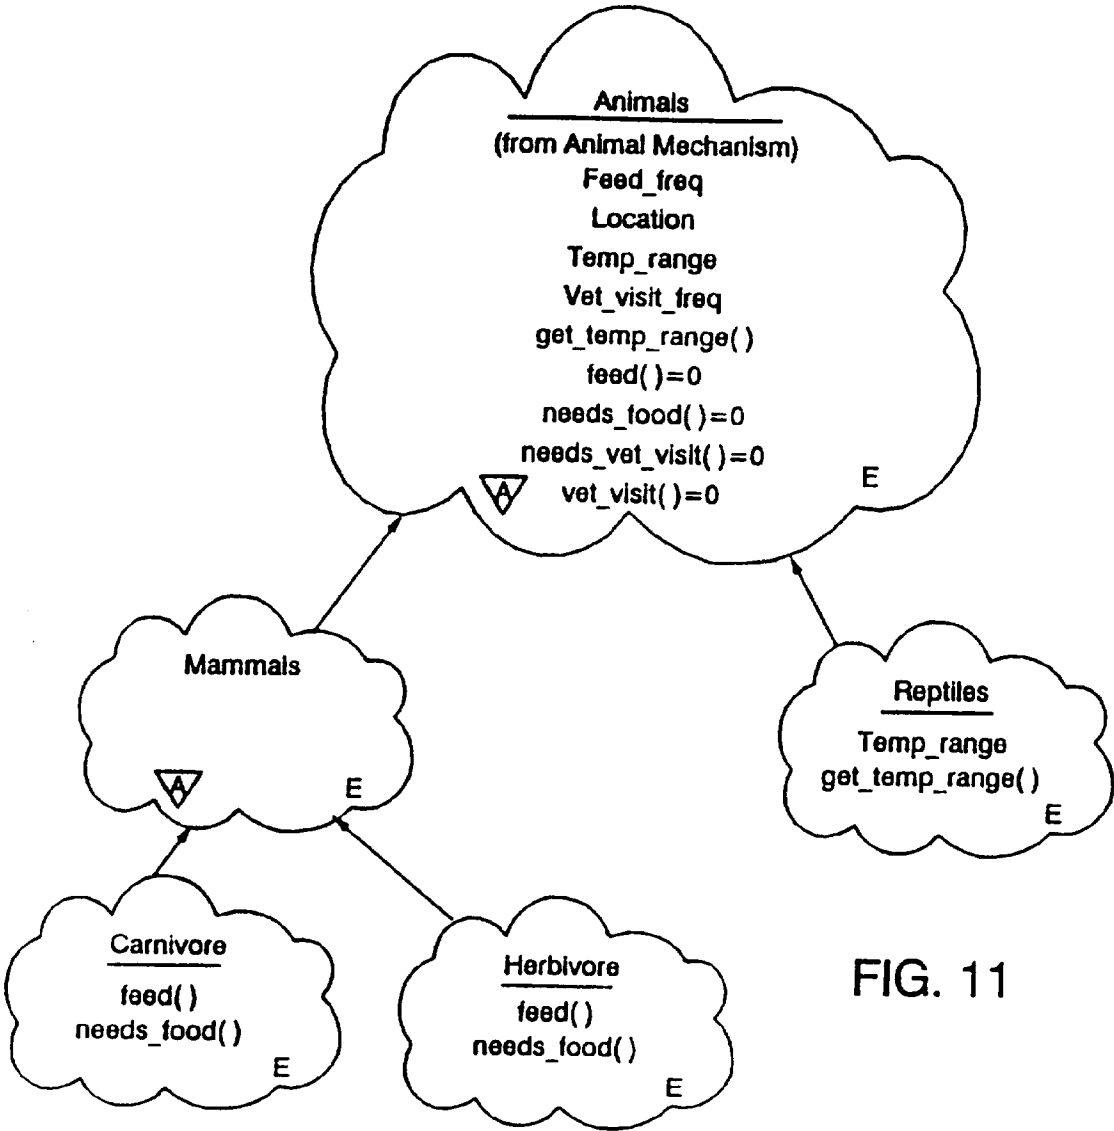 Animals
(from Animal Mechanism)
Feed_freq
Location
Temp_range
Vet_visit_freq
get_temp_range( )
feed( )=0
needs_food( )=0
needs_vet_visit( )=0
E
A
vet_visit( )=0
Mammals
A
E
Reptiles
Temp_range
get_temp_range( )
E
Carnivore
feed( )
needs_food( )
E
Herbivore
feed( )
needs_food( )
E
FIG. 11